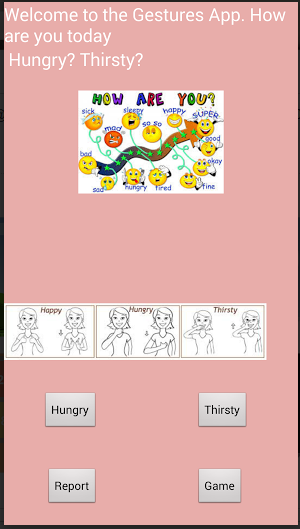 Welcome to the Gestures App. How
are you today
Hungry? Thirsty?
HOW ARE YOU?
sick
sleepy
happy
SUPER
mad
so so
good
bad
okay
sad
hungry
tired
fine
Happy
Hungry
Thirsty
Hungry
Thirsty
Report
Game